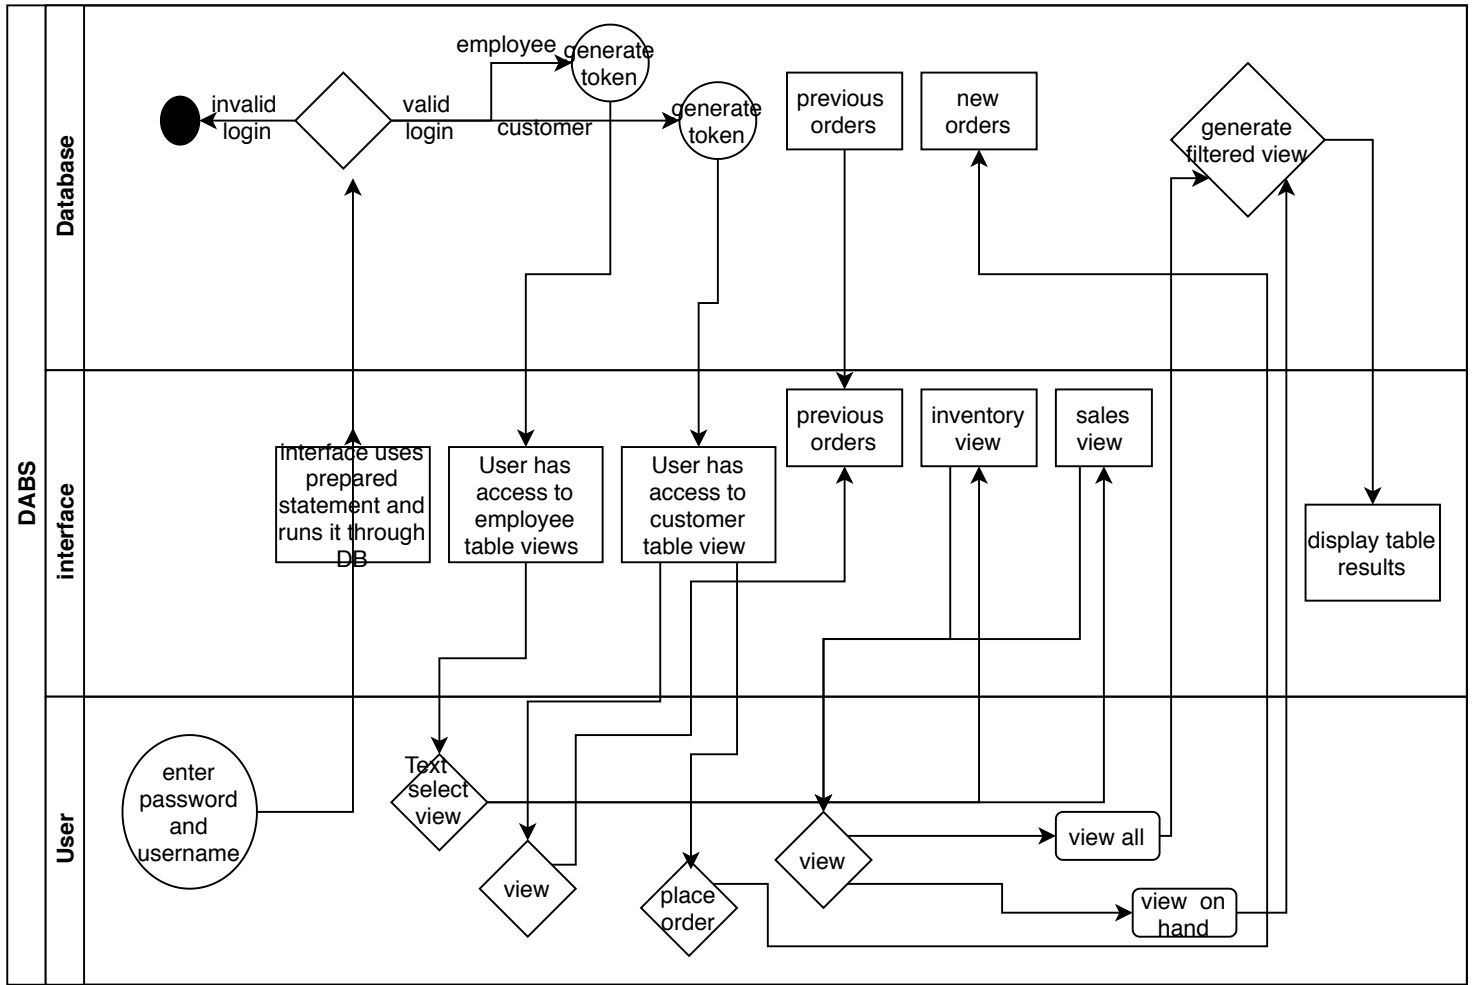 DABS
Database
employee
generate
token
invalid
login
valid
login
customer
generate
token
previous
orders
new
orders
generate
filtered view
interface
interface uses
prepared
statement and
runs it through
DB
User has
access to
employee
table views
User has
access to
customer
table view
previous
orders
inventory
view
sales
view
display table
results
User
enter
password
and
username
Text
select
view
view
place
order
view
view all
view  on
hand